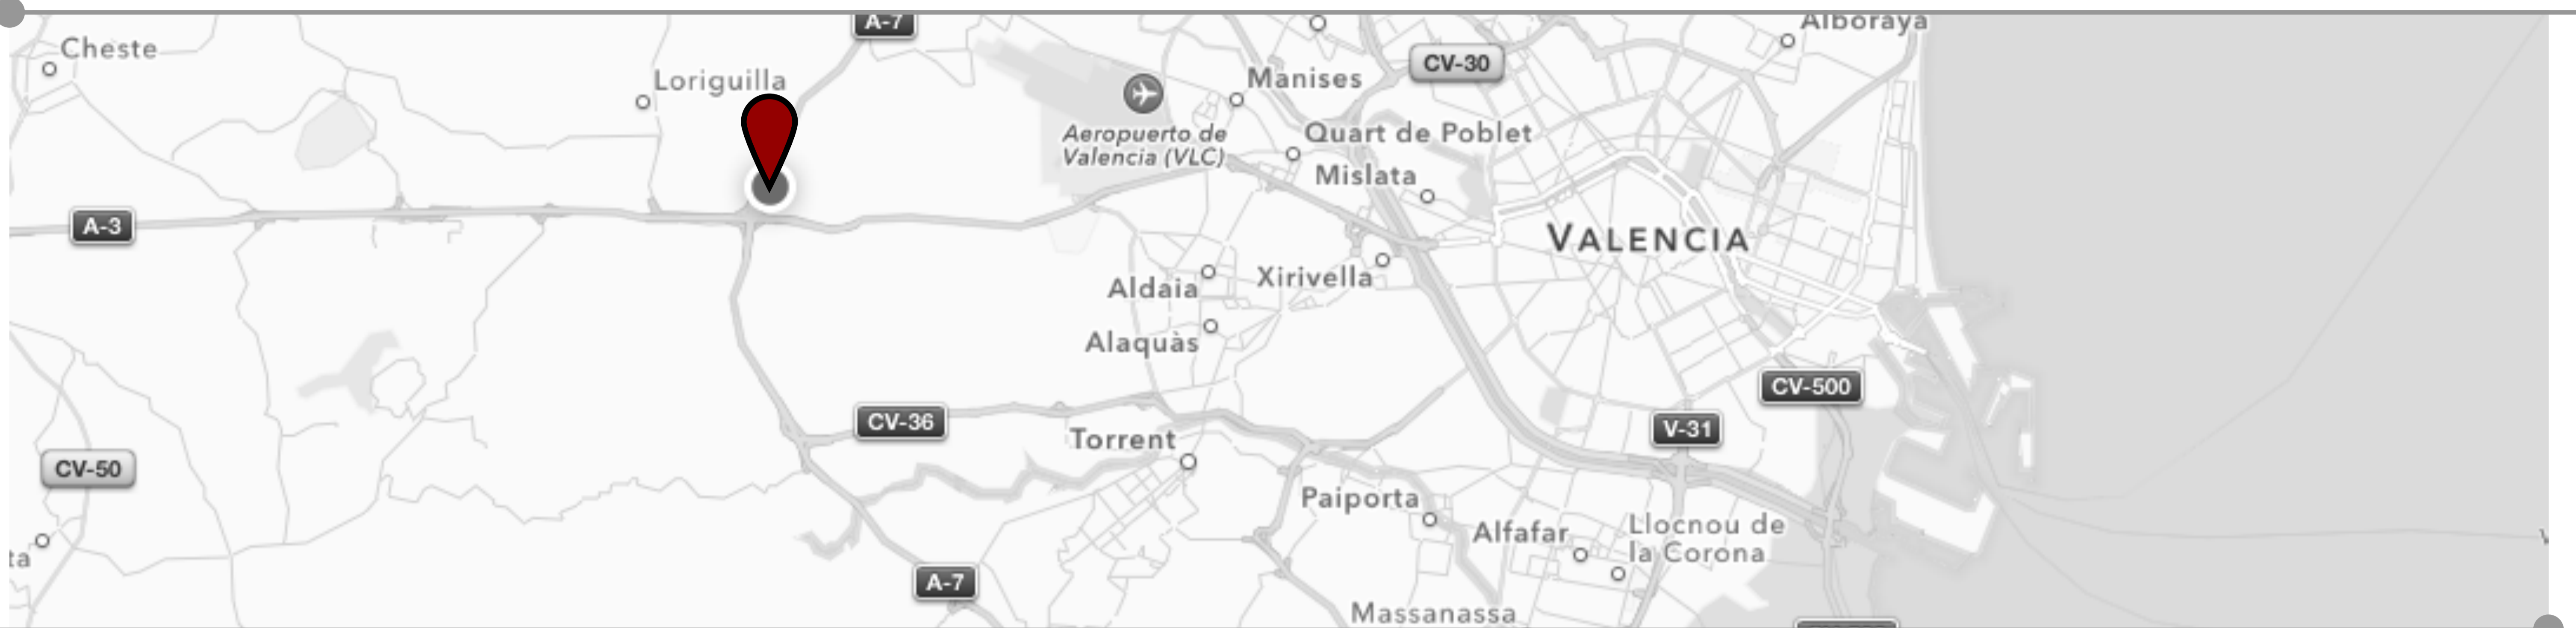 A-7
Alboraya
Cheste
CV-30
Loriguilla
Manises
Aeropuerto de
Valencia (VLC)
Quart de Poblet
Mislata
A-3
VALENCIA
Aldaia
Xirivella
Alaquàs
CV-500
CV-36
V-31
Torrent
CV-50
Paiporta
Alfafar
Llocnou de
la Corona
ta
A-7
Massanassa